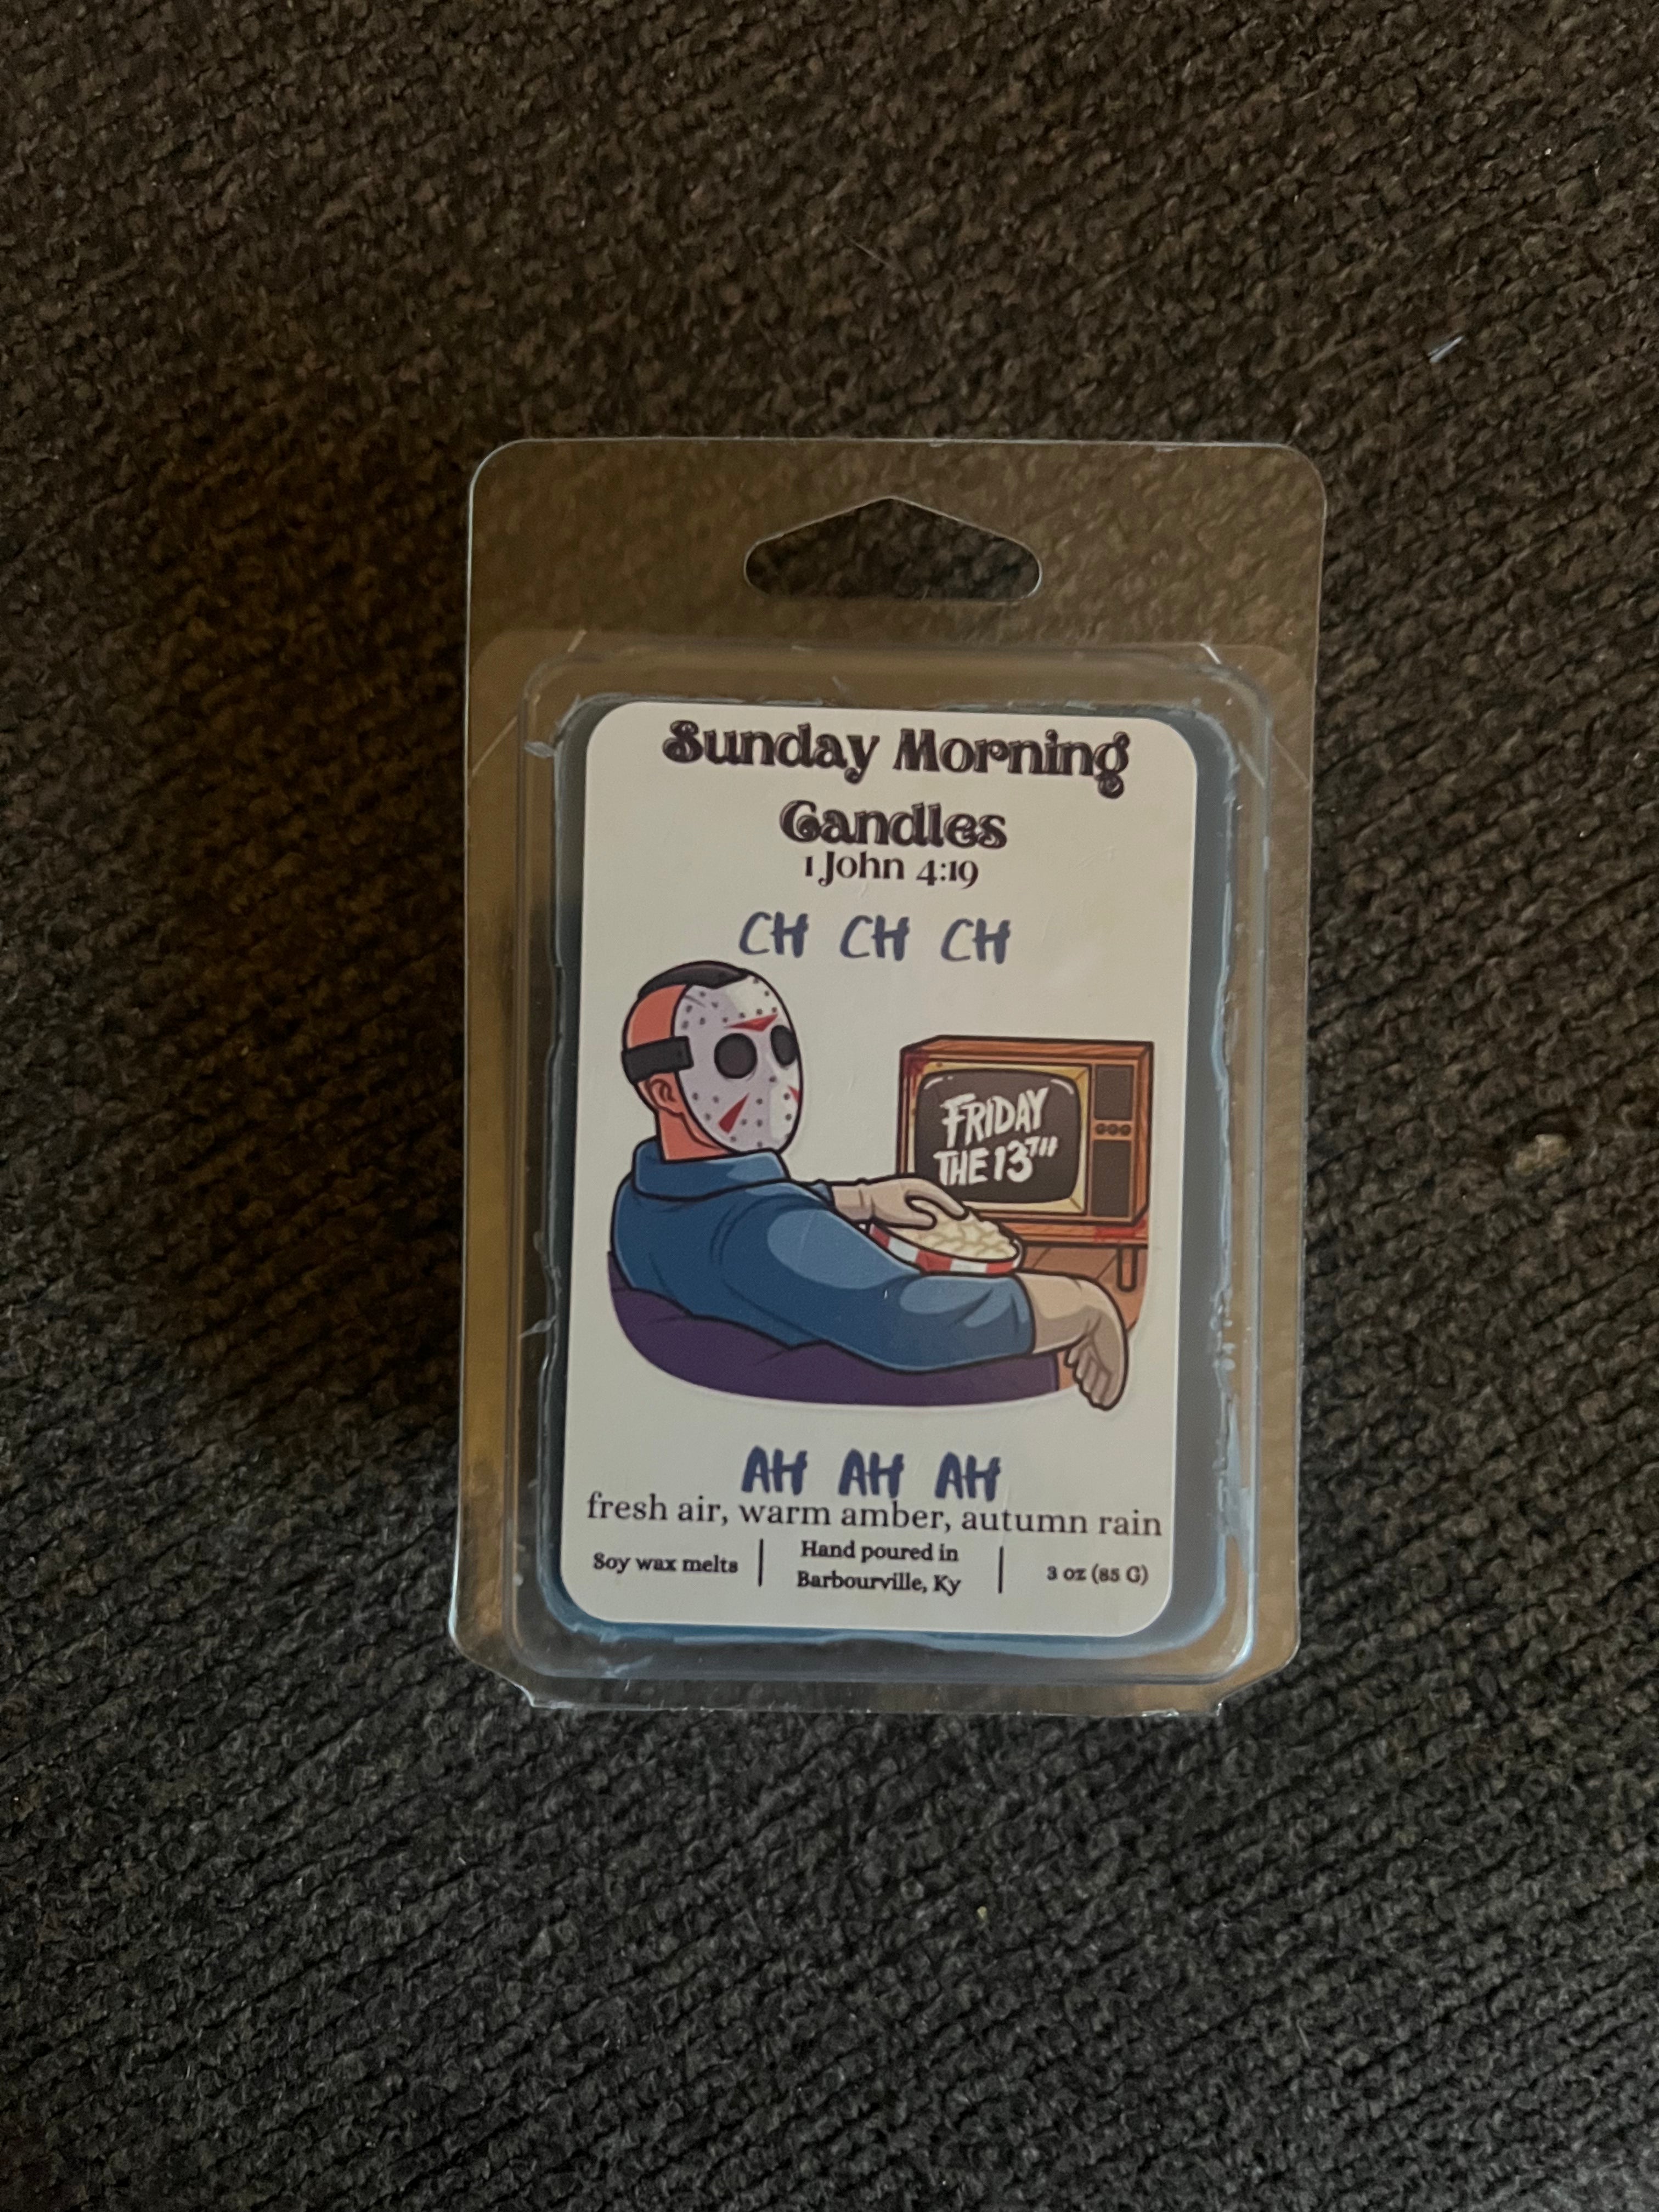 Sunday Morning
Candles
1 John 4:19
CH CH CH
FRIDAY
THE 13TH
AH AH AH
fresh air, warm amber, autumn rain
Soy wax melts | Hand poured in
Barbourville, Ky | 3 oz (85 G)